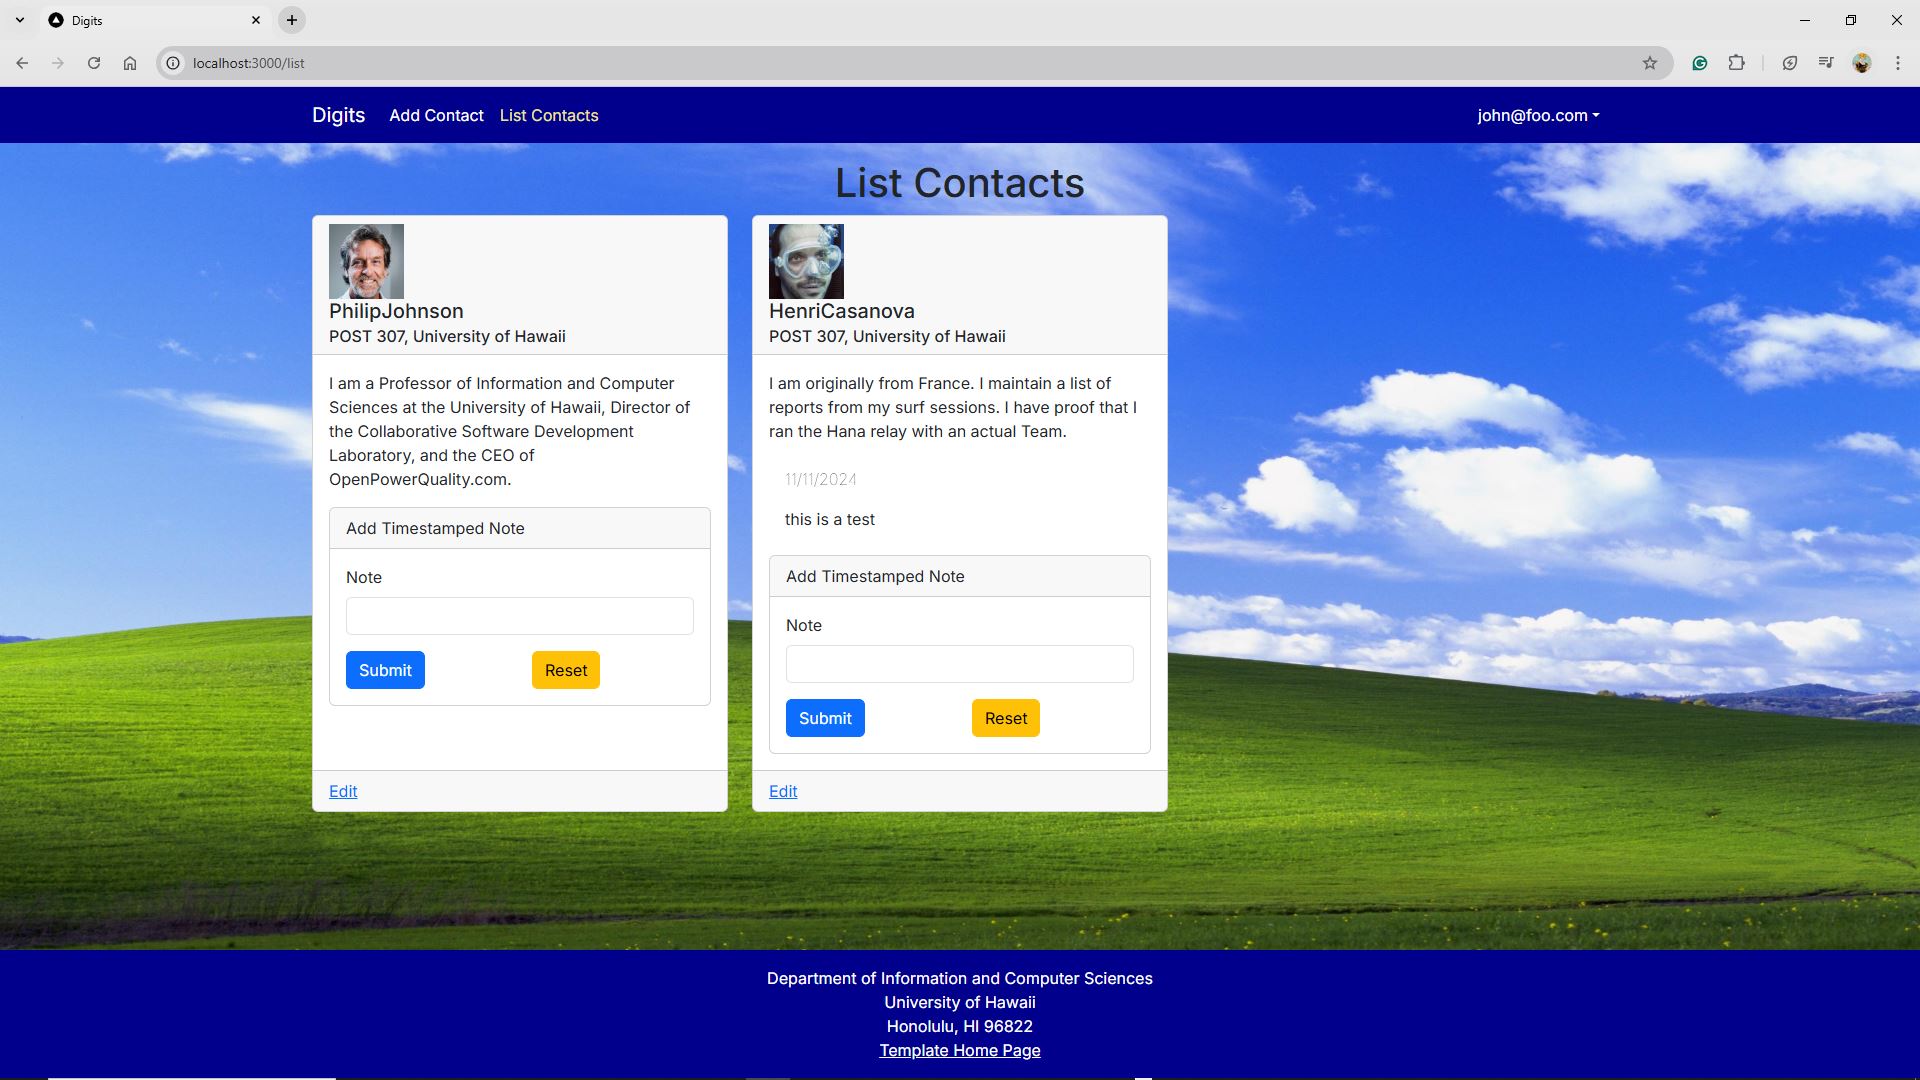 Digits
localhost:3000/list
Digits
Add Contact
List Contacts
john@foo.com
List Contacts
PhilipJohnson
POST 307, University of Hawaii
I am a Professor of Information and Computer
Sciences at the University of Hawaii, Director of
the Collaborative Software Development
Laboratory, and the CEO of
OpenPowerQuality.com.
Add Timestamped Note
Note
Submit
Reset
Edit
HenriCasanova
POST 307, University of Hawaii
I am originally from France. I maintain a list of
reports from my surf sessions. I have proof that I
ran the Hana relay with an actual Team.
11/11/2024
this is a test
Add Timestamped Note
Note
Submit
Reset
Edit
Department of Information and Computer Sciences
University of Hawaii
Honolulu, HI 96822
Template Home Page